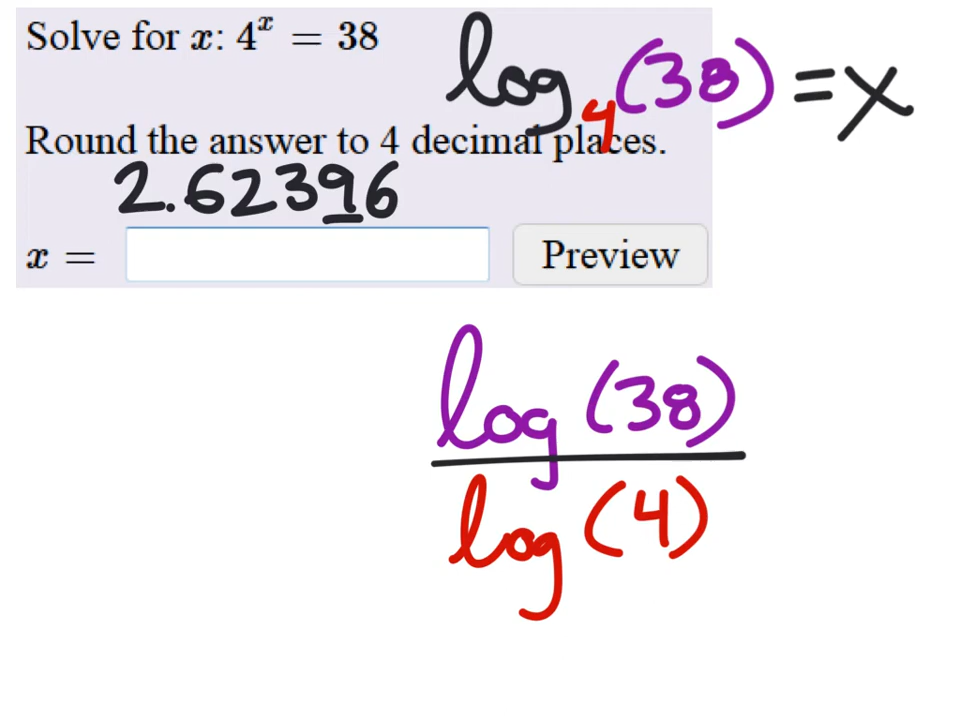 Solve for x: 4^x = 38
log_4(38) = x
Round the answer to 4 decimal places.
2.62396
x =
Preview
log(38)
log(4)